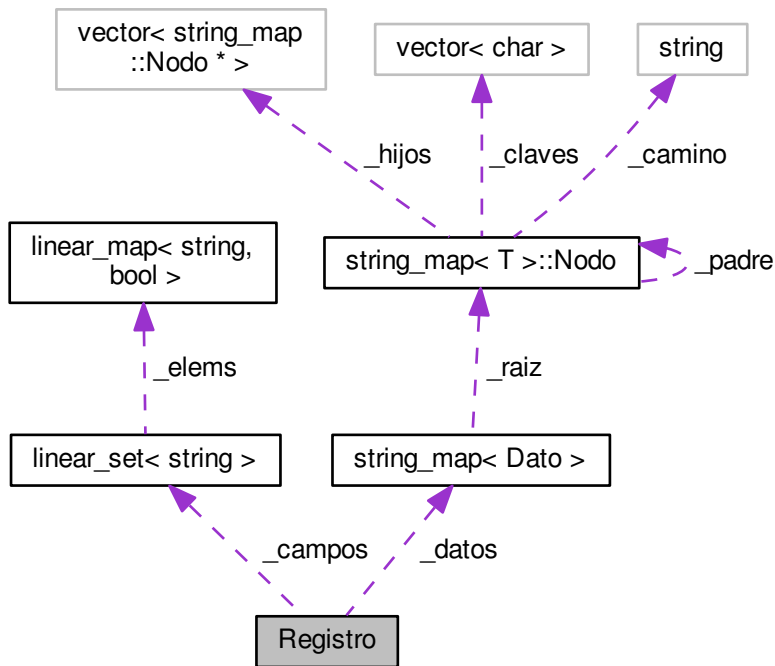 vector< string_map
::Nodo * >
vector< char >
string
_hijos
_claves
_camino
linear_map< string,
bool >
string_map< T >::Nodo
_padre
_elems
_raiz
linear_set< string >
string_map< Dato >
_campos
_datos
Registro